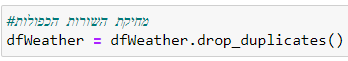 #מחיקת השורות הכפולות
dfWeather = dfWeather.drop_duplicates()